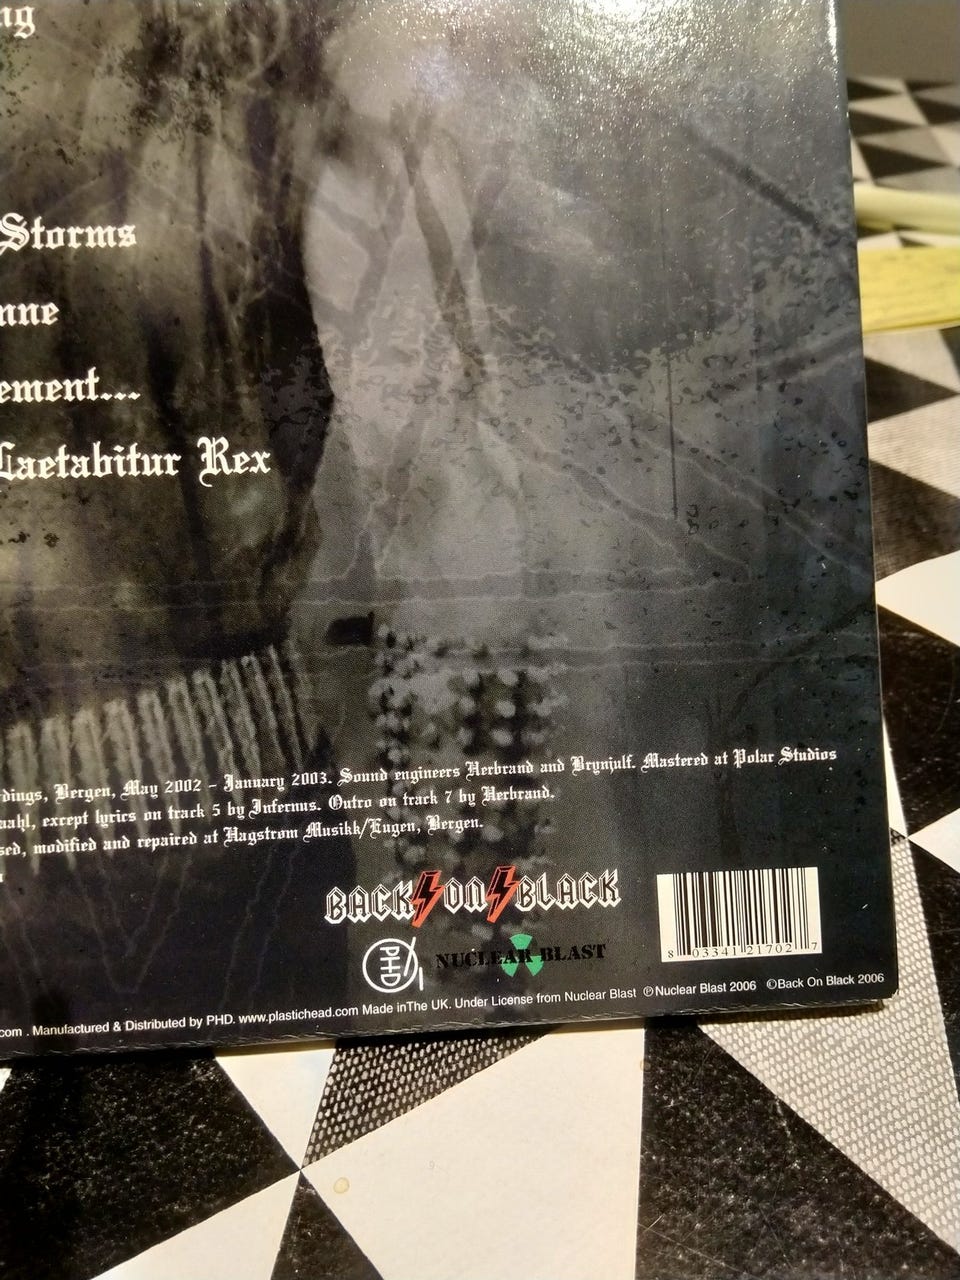 ng
Storms
nne
ement...
Laetabitur Rex
dings, Bergen, May 2002 - January 2003. Sound engineers Herbrand and Brynjulf. Mastered at Polar Studios
aahl, except lyrics on track 5 by Infernus. Outro on track 7 by Herbrand.
sed, modified and repaired at Hagstrøm Musikk/Eugen, Bergen.
BACK ON BLACK
PHD
NUCLEAR BLAST
8 03341 21702 7
com . Manufactured & Distributed by PHD. www.plastichead.com Made inThe UK. Under License from Nuclear Blast ℗Nuclear Blast 2006 ©Back On Black 2006